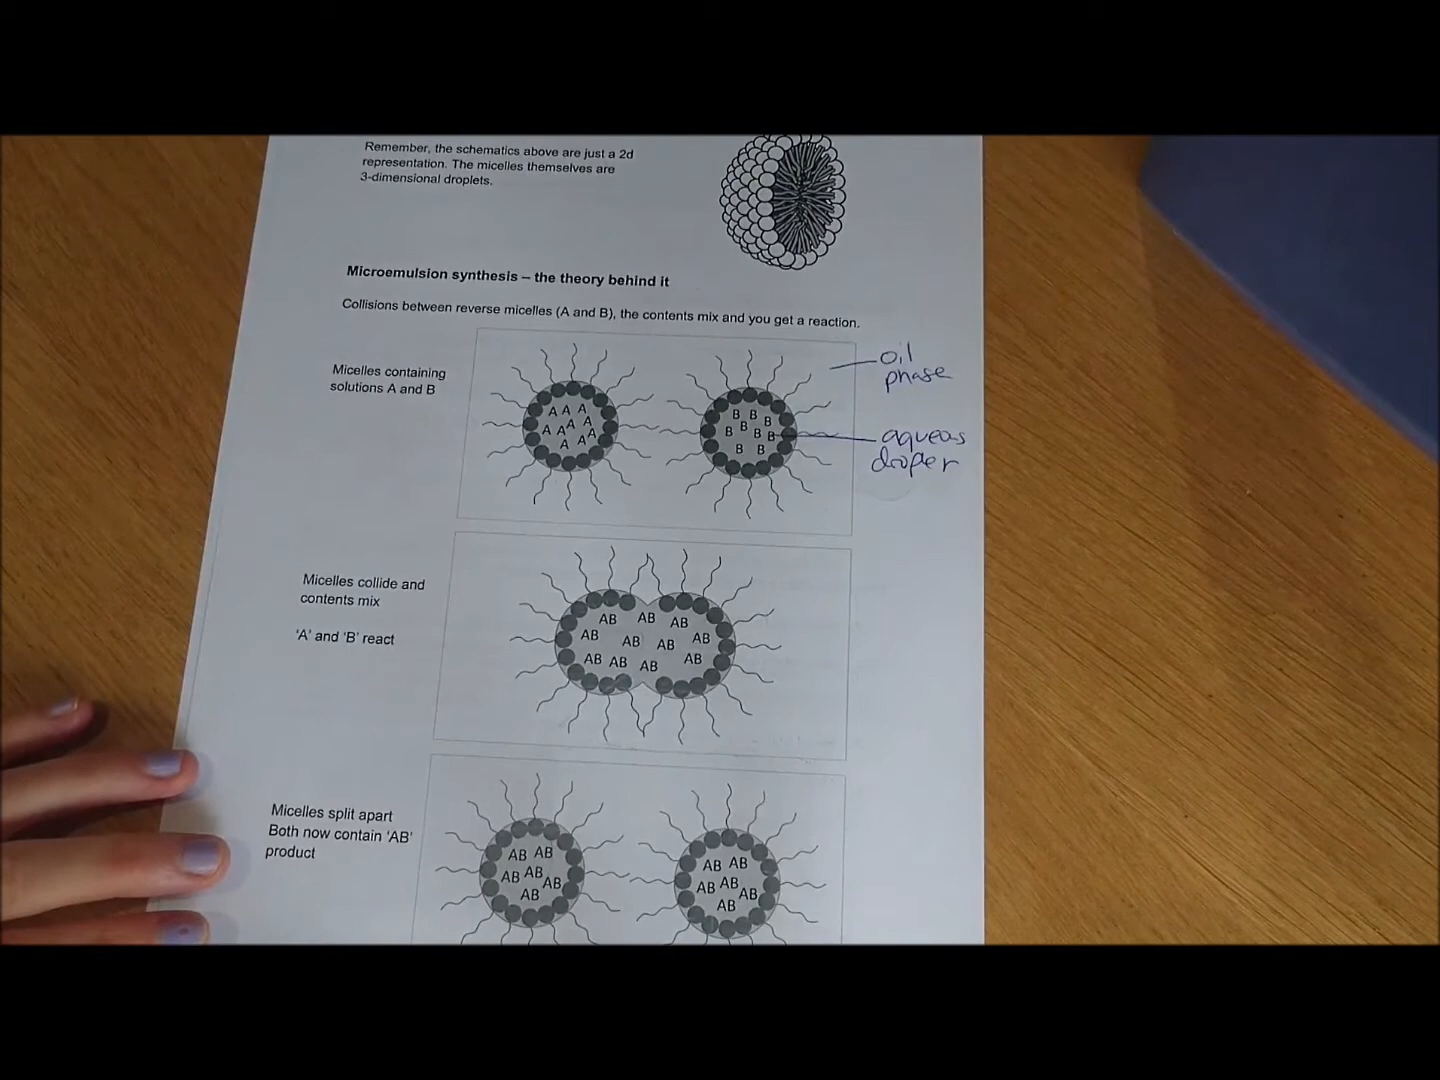 Remember, the schematics above are just a 2d
representation. The micelles themselves are
3-dimensional droplets.
Microemulsion synthesis – the theory behind it
Collisions between reverse micelles (A and B), the contents mix and you get a reaction.
Micelles containing
solutions A and B
A A A
A A A A
A A A
B B B
B B B B
B B
oil
phase
aqueous
droplet
Micelles collide and
contents mix
'A' and 'B' react
AB AB AB
AB AB AB AB
AB AB AB AB
Micelles split apart
Both now contain 'AB'
product
AB AB
AB AB AB
AB
AB AB
AB AB AB
AB